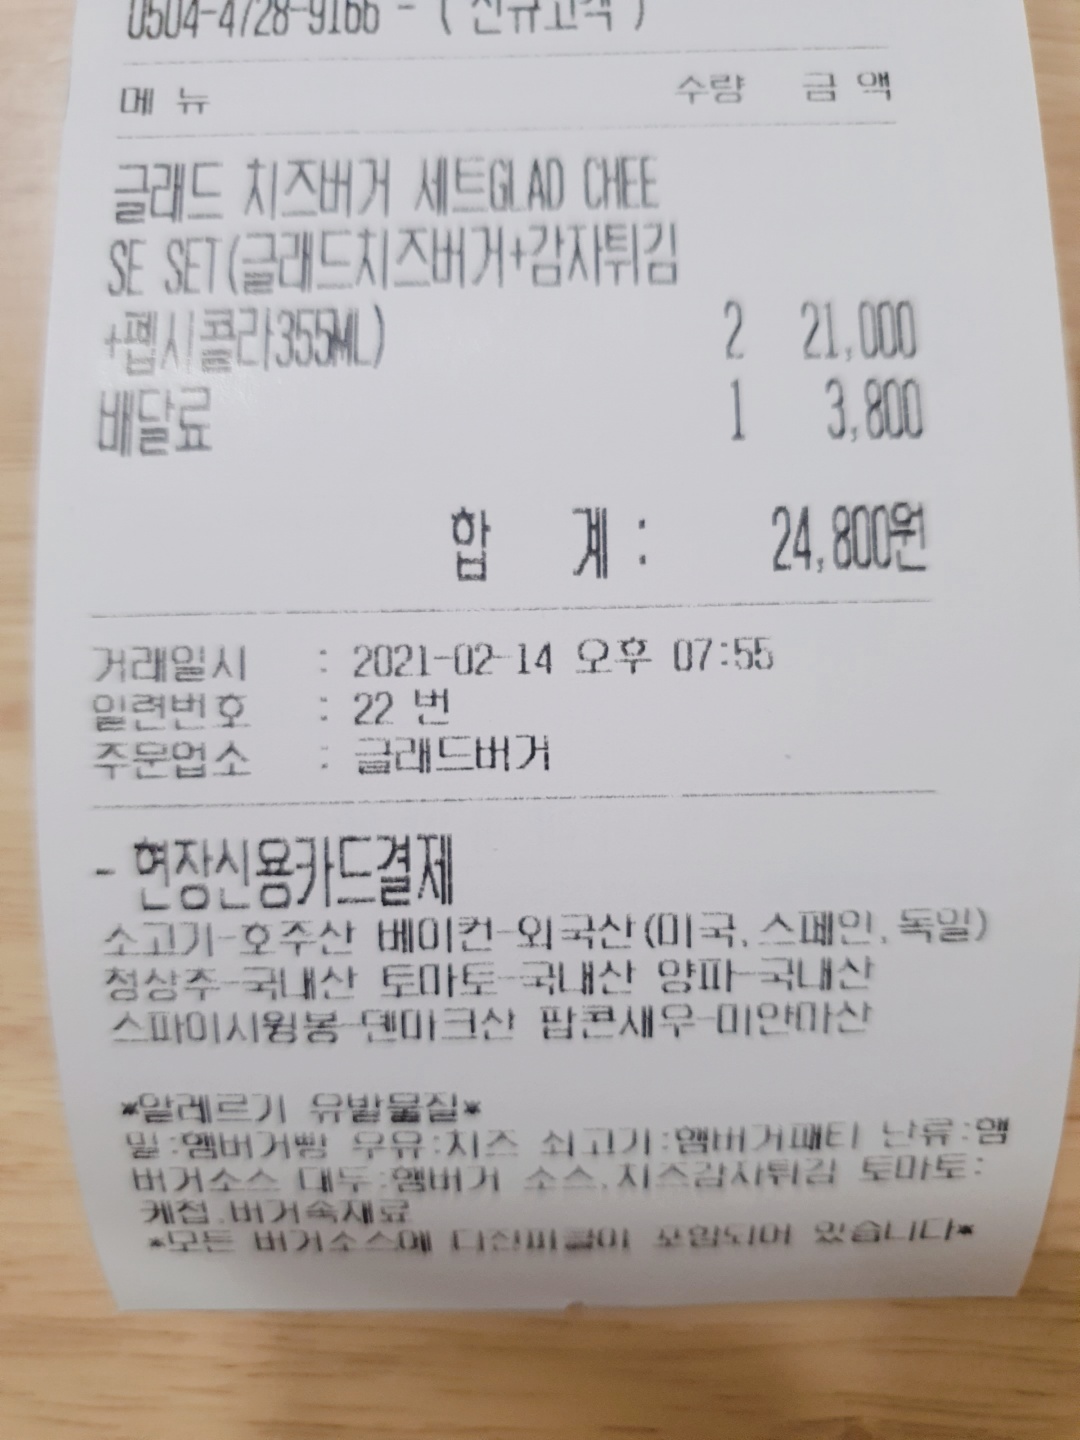 0504-4728-9166 - ( 신규고객 )
메 뉴 수량 금 액
글래드 치즈버거 세트GLAD CHEE
SE SET(글래드치즈버거+감자튀김
+펩시콜라355ML) 2 21,000
배달료 1 3,800
합 계 : 24,800원
거래일시 : 2021-02-14 오후 07:55
일련번호 : 22 번
주문업소 : 글래드버거
- 현장신용카드결제
소고기-호주산 베이컨-외국산(미국,스페인,독일)
청상추-국내산 토마토-국내산 양파-국내산
스파이시윙봉-덴마크산 팝콘새우-미얀마산
*알레르기 유발물질*
밀:햄버거빵 우유:치즈 쇠고기:햄버거패티 난류:햄
버거소스 대두:햄버거 소스,치즈감자튀김 토마토:
케첩,버거속재료
*모든 버거소스에 다진피클이 포함되어 있습니다*